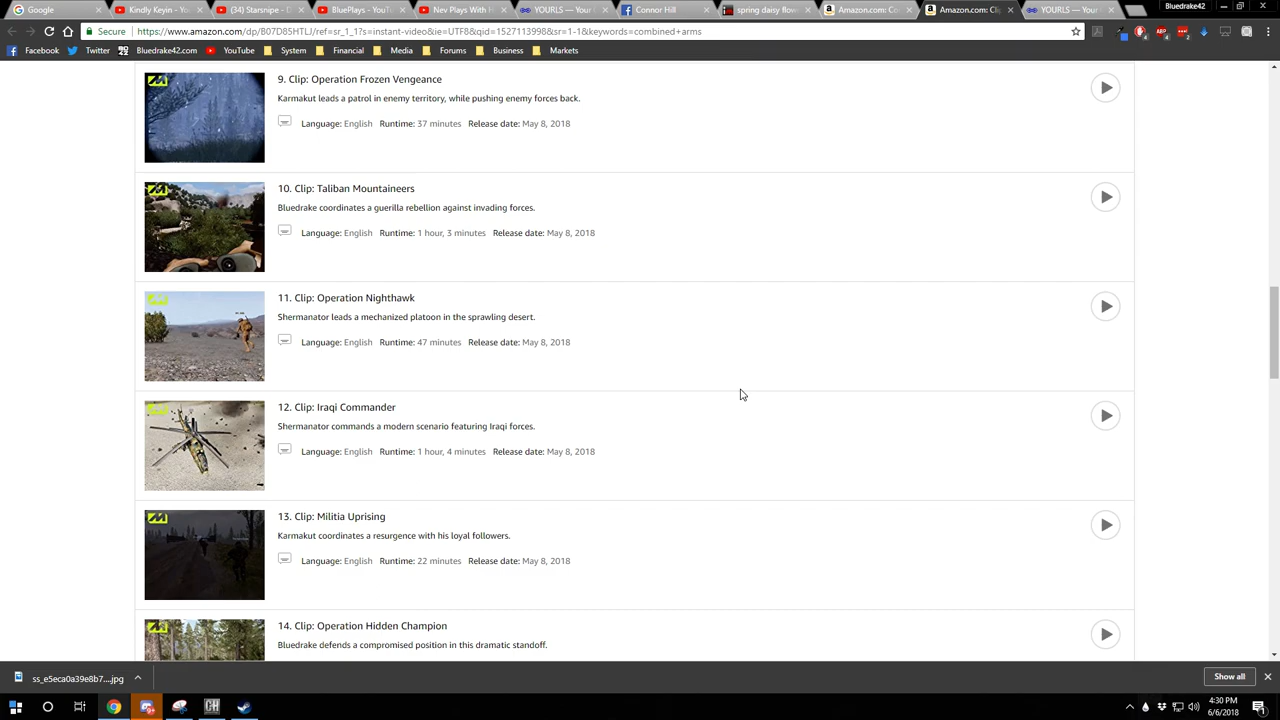 Google
Kindly Keyin - Yo
(34) Starsnipe - D
BluePlays - YouTu
Nev Plays With H
YOURLS — Your
Connor Hill
spring daisy flow
Amazon.com: Co
Amazon.com: Cl
YOURLS — Your
Bluedrake42
Secure
https://www.amazon.com/dp/B07D85HTLJ/ref=sr_1_1?s=instant-video&ie=UTF8&qid=1527113998&sr=1-1&keywords=combined+arms
Facebook Twitter Bluedrake42.com YouTube System Financial Media Forums Business Markets
9. Clip: Operation Frozen Vengeance
Karmakut leads a patrol in enemy territory, while pushing enemy forces back.
Language: English Runtime: 37 minutes Release date: May 8, 2018
10. Clip: Taliban Mountaineers
Bluedrake coordinates a guerilla rebellion against invading forces.
Language: English Runtime: 1 hour, 3 minutes Release date: May 8, 2018
11. Clip: Operation Nighthawk
Shermanator leads a mechanized platoon in the sprawling desert.
Language: English Runtime: 47 minutes Release date: May 8, 2018
12. Clip: Iraqi Commander
Shermanator commands a modern scenario featuring Iraqi forces.
Language: English Runtime: 1 hour, 4 minutes Release date: May 8, 2018
13. Clip: Militia Uprising
Karmakut coordinates a resurgence with his loyal followers.
Language: English Runtime: 22 minutes Release date: May 8, 2018
14. Clip: Operation Hidden Champion
Bluedrake defends a compromised position in this dramatic standoff.
ss_e5eca0a39e8b7....jpg
Show all
4:30 PM
6/6/2018